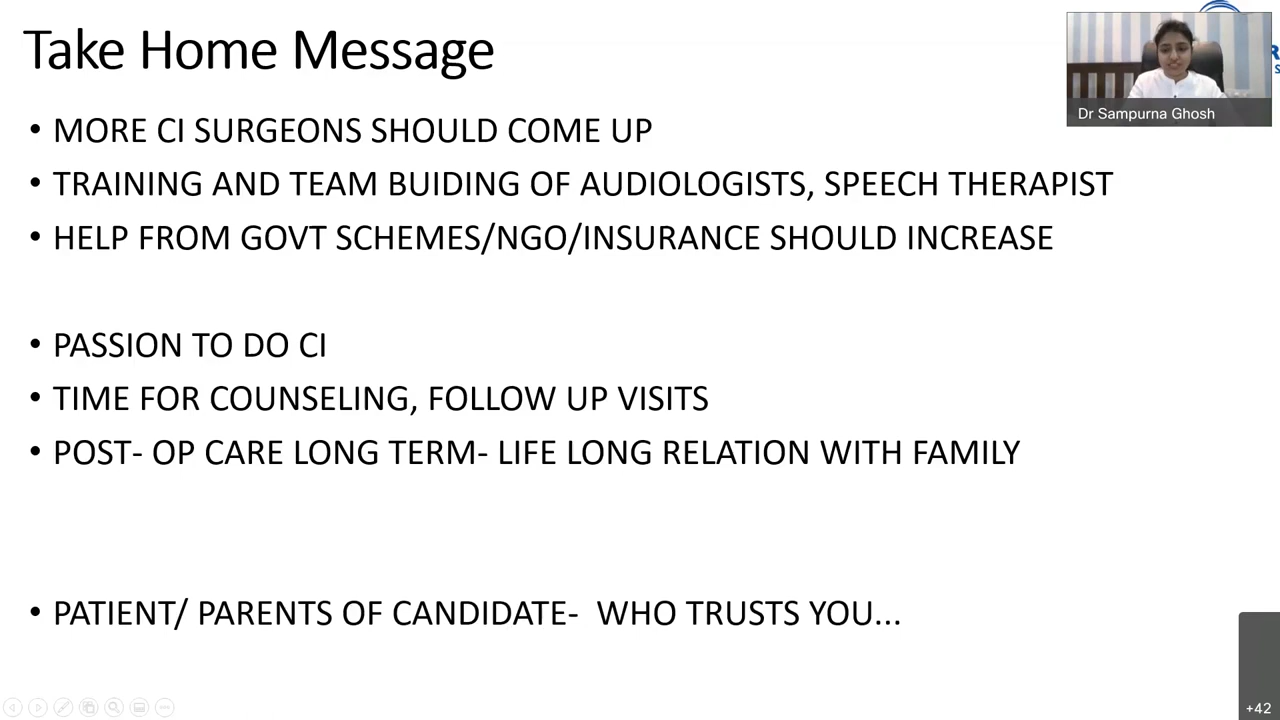 Take Home Message
• MORE CI SURGEONS SHOULD COME UP
• TRAINING AND TEAM BUIDING OF AUDIOLOGISTS, SPEECH THERAPIST
• HELP FROM GOVT SCHEMES/NGO/INSURANCE SHOULD INCREASE
• PASSION TO DO CI
• TIME FOR COUNSELING, FOLLOW UP VISITS
• POST- OP CARE LONG TERM- LIFE LONG RELATION WITH FAMILY
• PATIENT/ PARENTS OF CANDIDATE- WHO TRUSTS YOU...
Dr Sampurna Ghosh
+42